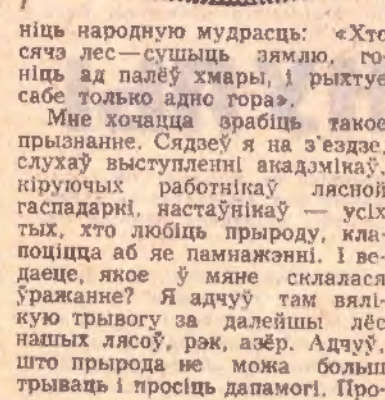 ніць народную мудрасць: «Хто
сячэ лес—сушыць зямлю, го-
ніць ад палёў хмары, і рыхтуе
сабе только адно гора».
Мне хочацца зрабіць такое
прызнанне. Сядзеў я на з'ездзе,
слухаў выступленні акадэмікаў,
кіруючых работнікаў лясной
гаспадаркі, настаўнікаў — усіх
тых, хто любіць прыроду, кла-
поціцца аб яе памнажэнні. І ве-
даеце, якое ў мяне склалася
ўражанне? Я адчуў там вялі-
кую трывогу за далейшы лёс
нашых лясоў, рэк, азёр. Адчуў,
што прырода не можа больш
трываць і просіць дапамогі. Про-